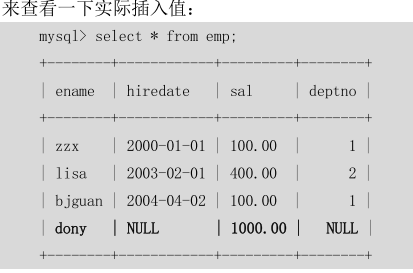 来查看一下实际插入值：
mysql> select * from emp;
+--------+------------+---------+--------+
| ename | hiredate | sal | deptno |
+--------+------------+---------+--------+
| zzx | 2000-01-01 | 100.00 | 1 |
| lisa | 2003-02-01 | 400.00 | 2 |
| bjguan | 2004-04-02 | 100.00 | 1 |
| dony | NULL | 1000.00 | NULL |
+--------+------------+---------+--------+